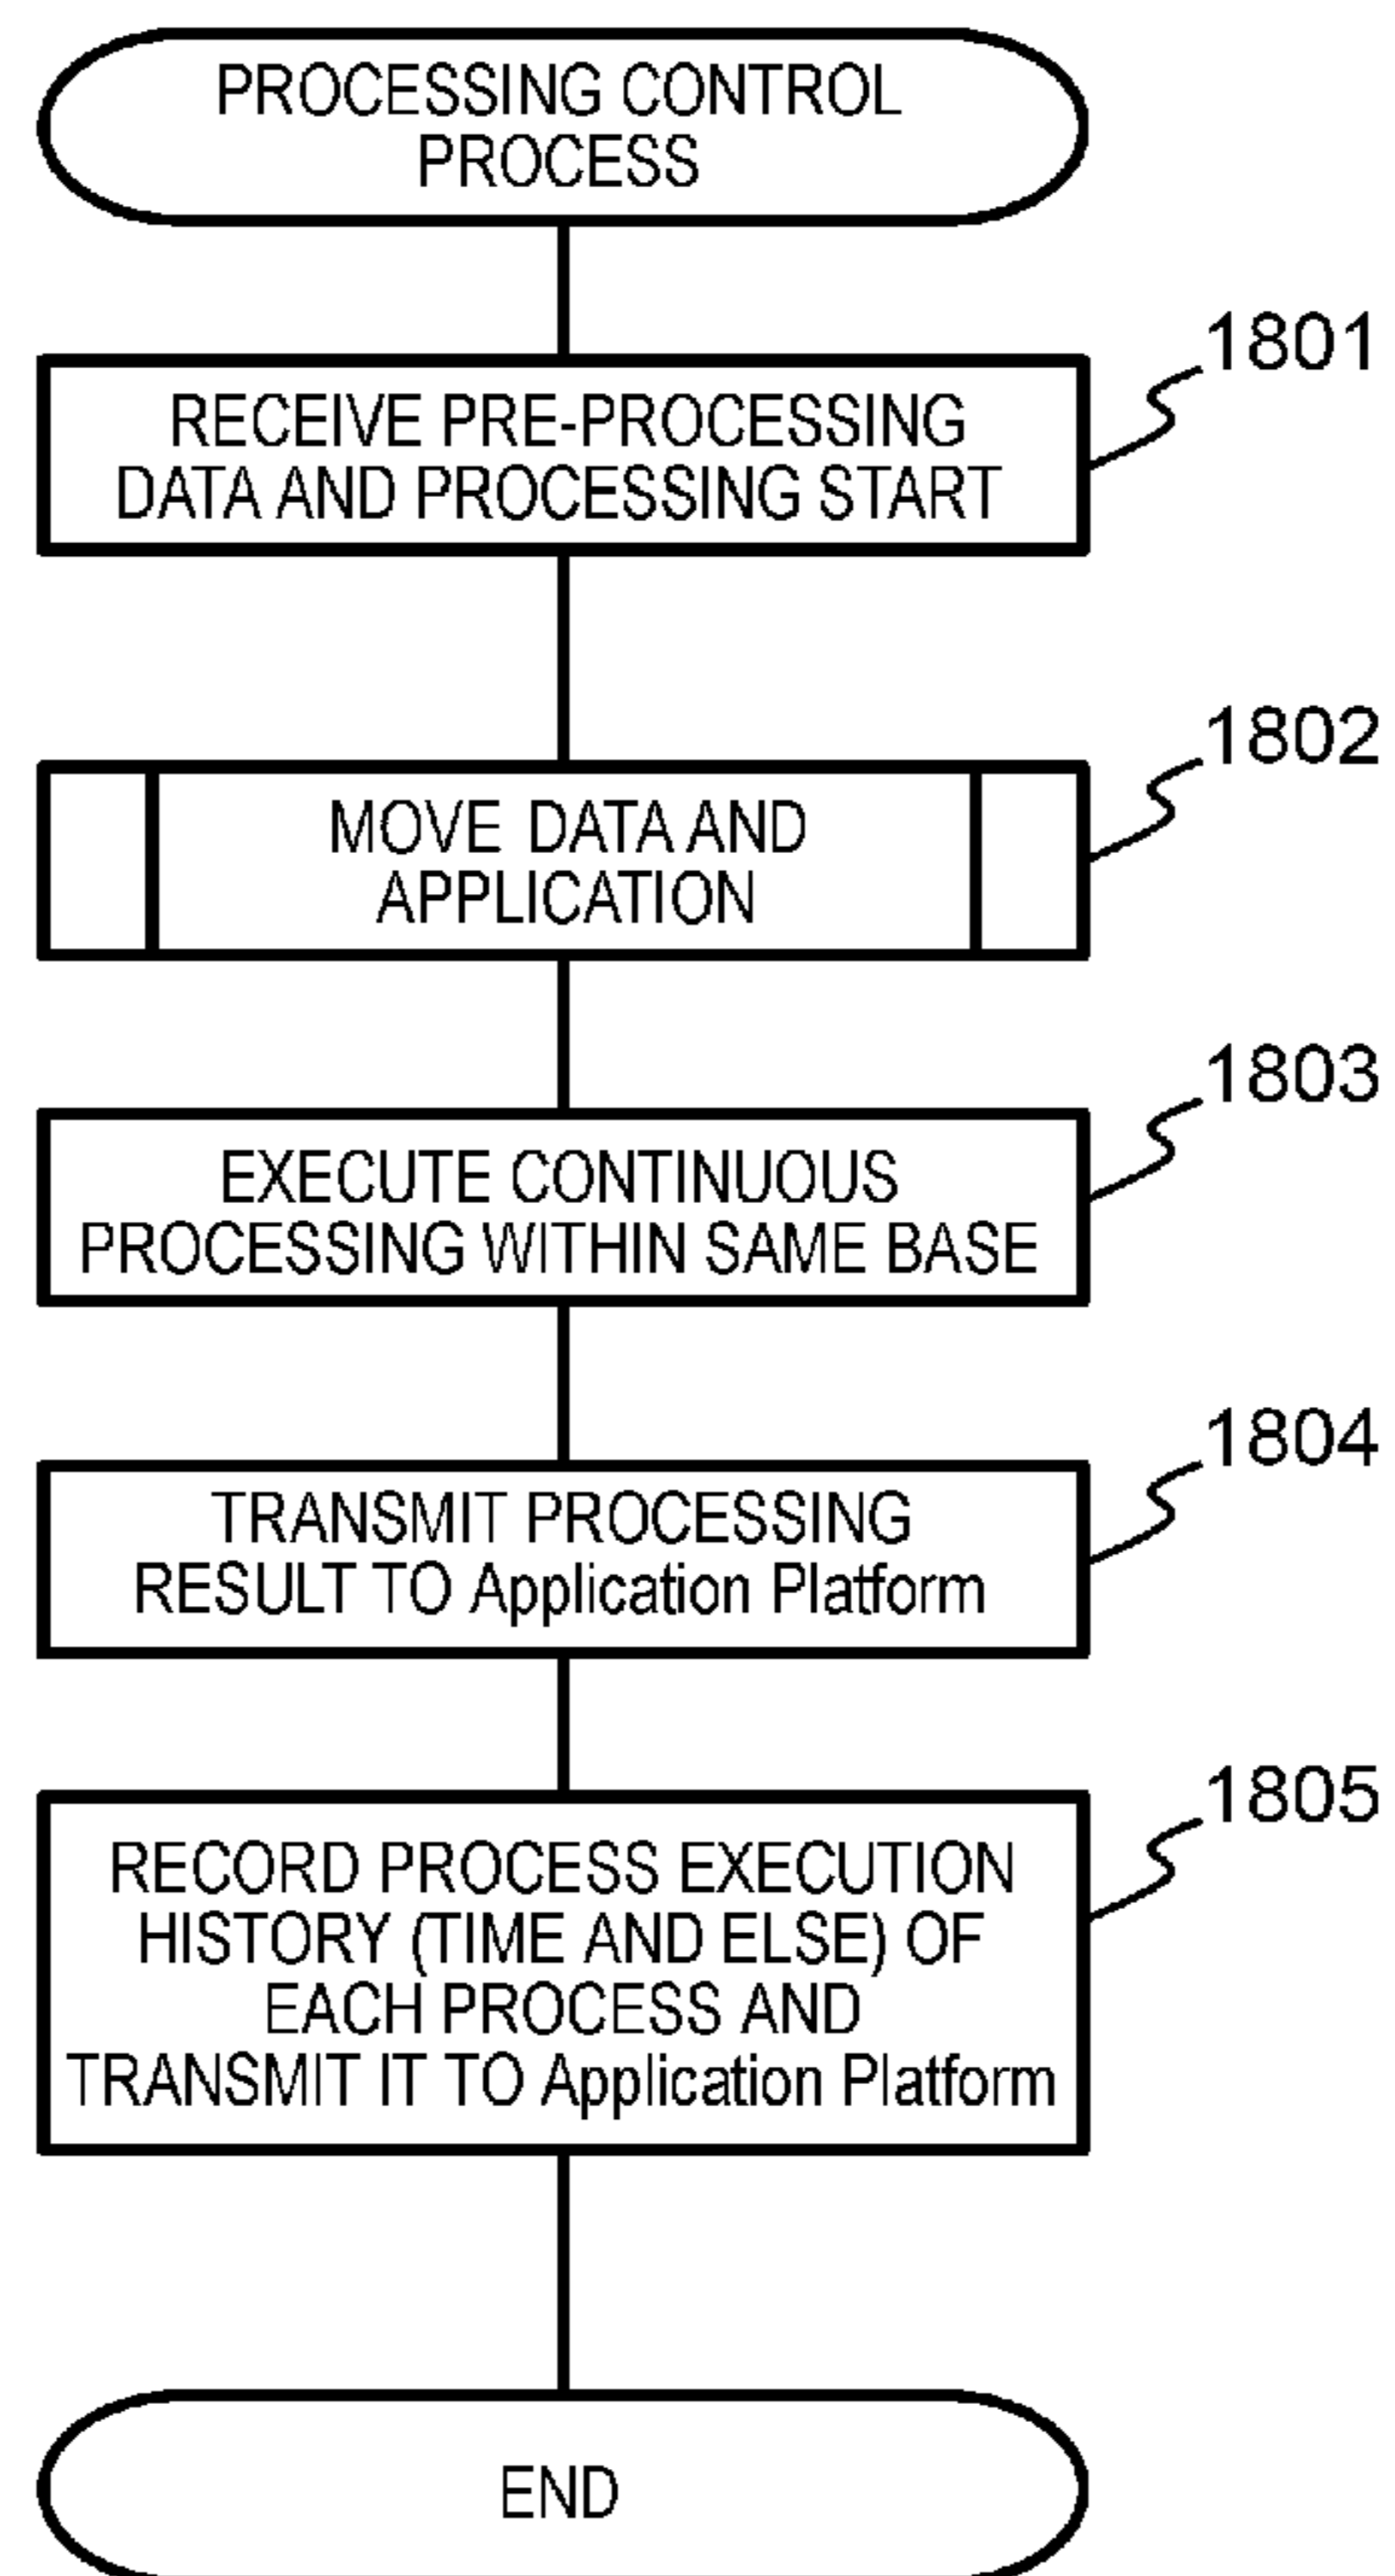 PROCESSING CONTROL
PROCESS
1801
RECEIVE PRE-PROCESSING
DATA AND PROCESSING START
1802
MOVE DATA AND
APPLICATION
1803
EXECUTE CONTINUOUS
PROCESSING WITHIN SAME BASE
1804
TRANSMIT PROCESSING
RESULT TO Application Platform
1805
RECORD PROCESS EXECUTION
HISTORY (TIME AND ELSE) OF
EACH PROCESS AND
TRANSMIT IT TO Application Platform
END